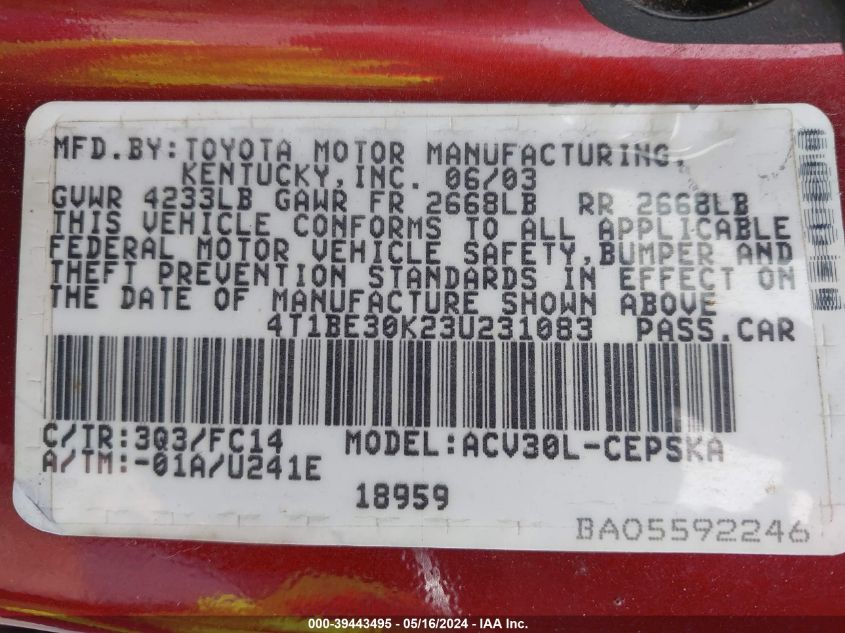 MFD.BY:TOYOTA MOTOR MANUFACTURING,
KENTUCKY,INC. 06/03
GVWR 4233LB GAWR FR 2668LB RR 2668LB
THIS VEHICLE CONFORMS TO ALL APPLICABLE
FEDERAL MOTOR VEHICLE SAFETY,BUMPER AND
THEFT PREVENTION STANDARDS IN EFFECT ON
THE DATE OF MANUFACTURE SHOWN ABOVE
4T1BE30K23U231083 PASS.CAR
C/TR:3Q3/FC14 MODEL:ACV30L-CEPSKA
A/TM:-01A/U241E
18959
BA05592246
000-39443495 - 05/16/2024 - IMP____US